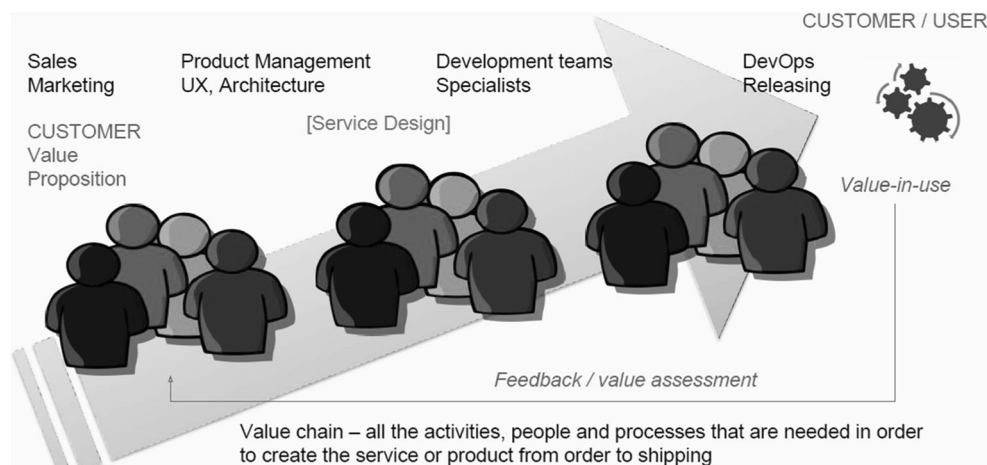 CUSTOMER / USER
Sales
Marketing
Product Management
UX, Architecture
Development teams
Specialists
DevOps
Releasing
CUSTOMER
Value
Proposition
[Service Design]
Value-in-use
Feedback / value assessment
Value chain – all the activities, people and processes that are needed in order
to create the service or product from order to shipping